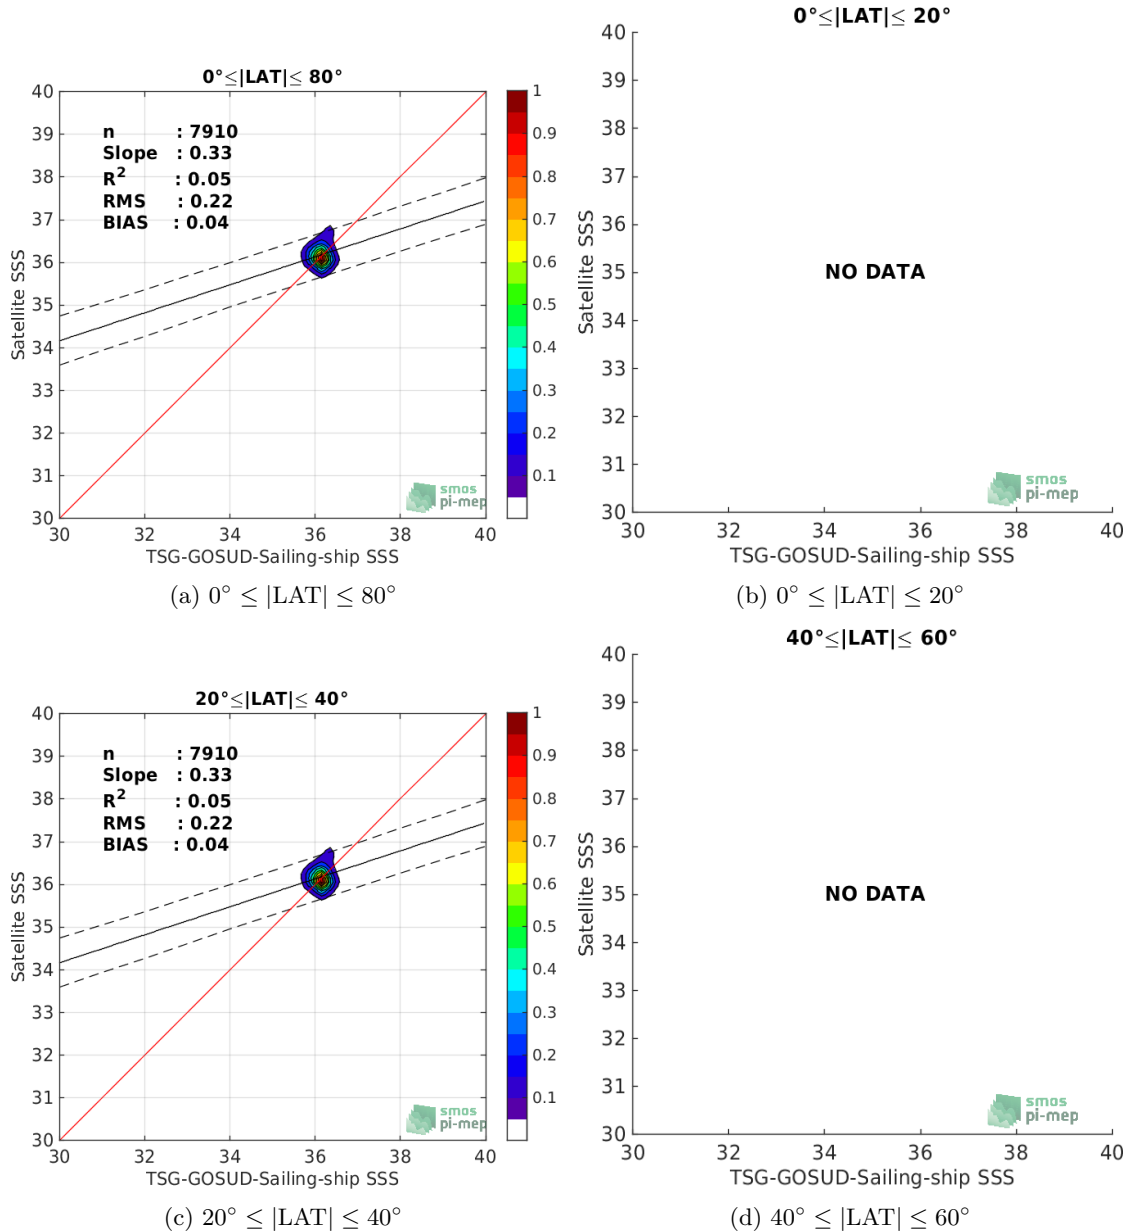 0°≤|LAT|≤ 80°
40
39
38
37
36
35
34
33
32
31
30
Satellite SSS
n : 7910
Slope : 0.33
R² : 0.05
RMS : 0.22
BIAS : 0.04
1
0.9
0.8
0.7
0.6
0.5
0.4
0.3
0.2
0.1
smos
pi-mep
30 32 34 36 38 40
TSG-GOSUD-Sailing-ship SSS
(a) 0° ≤ |LAT| ≤ 80°
0°≤|LAT|≤ 20°
40
39
38
37
36
35
34
33
32
31
30
Satellite SSS
NO DATA
smos
pi-mep
30 32 34 36 38 40
TSG-GOSUD-Sailing-ship SSS
(b) 0° ≤ |LAT| ≤ 20°
20°≤|LAT|≤ 40°
40
39
38
37
36
35
34
33
32
31
30
Satellite SSS
n : 7910
Slope : 0.33
R² : 0.05
RMS : 0.22
BIAS : 0.04
1
0.9
0.8
0.7
0.6
0.5
0.4
0.3
0.2
0.1
smos
pi-mep
30 32 34 36 38 40
TSG-GOSUD-Sailing-ship SSS
(c) 20° ≤ |LAT| ≤ 40°
40°≤|LAT|≤ 60°
40
39
38
37
36
35
34
33
32
31
30
Satellite SSS
NO DATA
smos
pi-mep
30 32 34 36 38 40
TSG-GOSUD-Sailing-ship SSS
(d) 40° ≤ |LAT| ≤ 60°